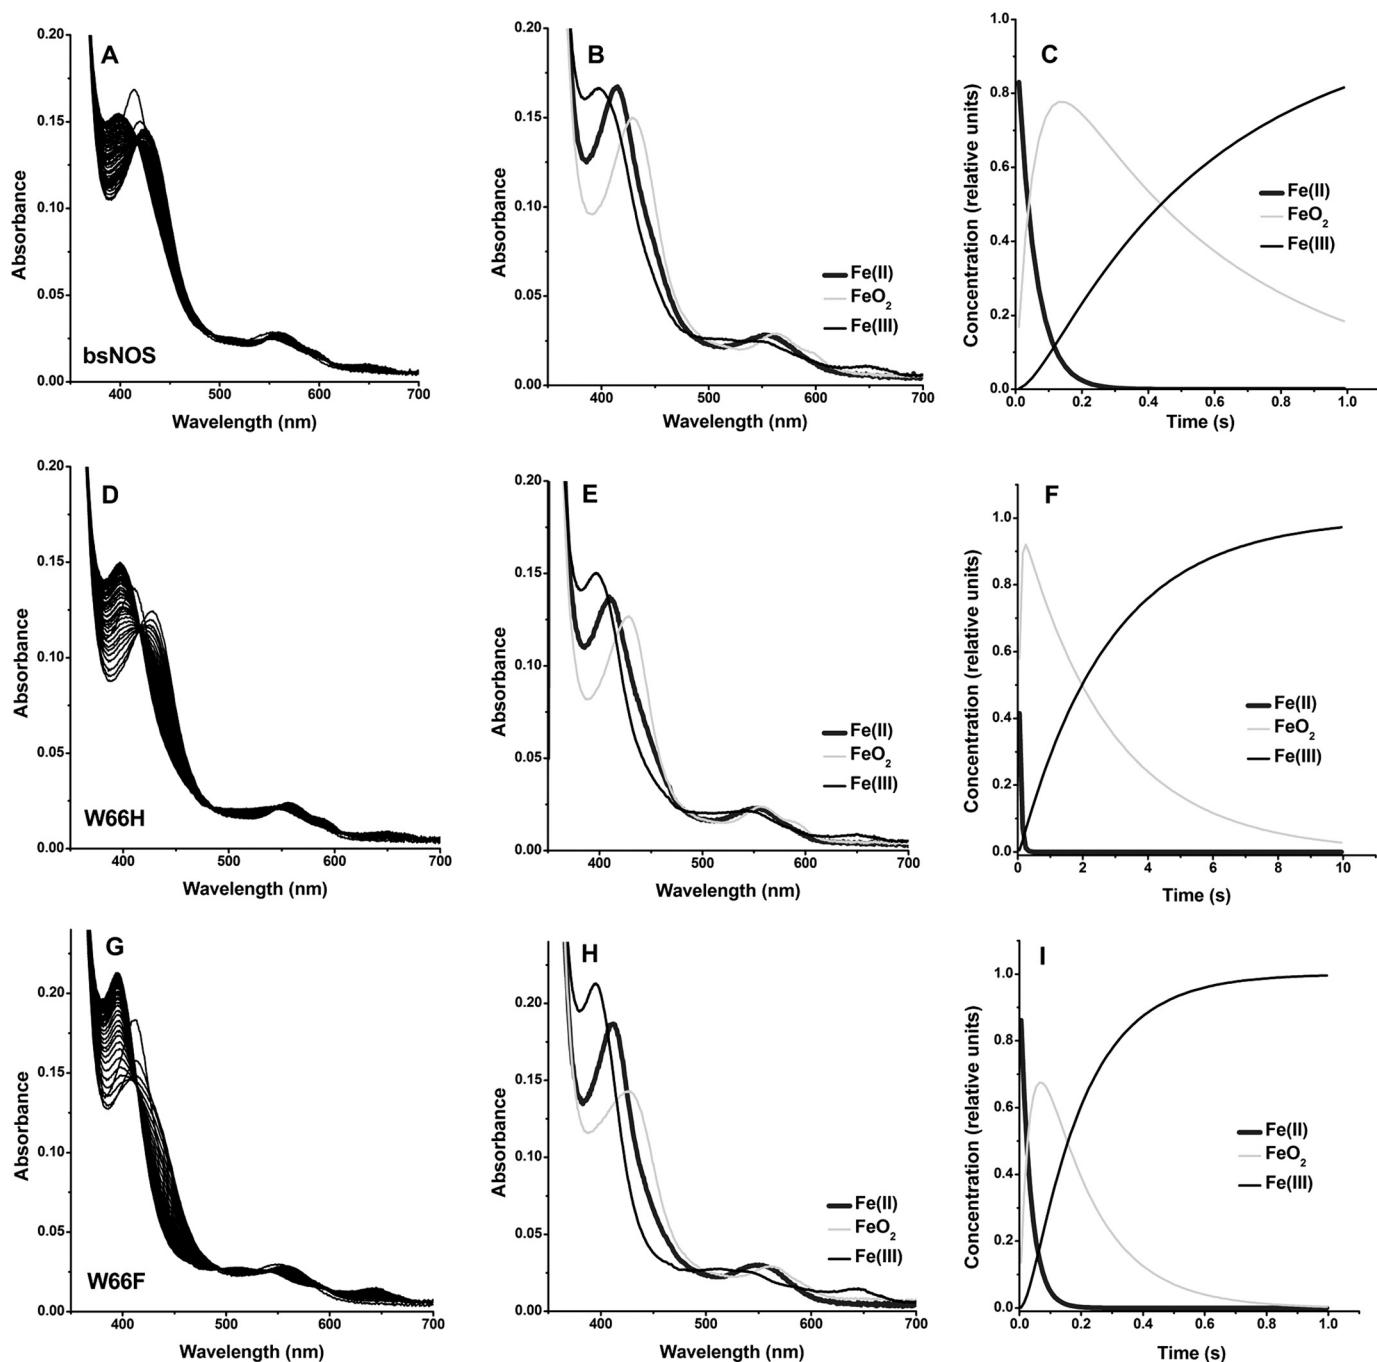 A
0.20
0.15
0.10
0.05
0.00
Absorbance
bsNOS
400
500
600
700
Wavelength (nm)
B
0.20
0.15
0.10
0.05
0.00
Absorbance
Fe(II)
FeO2
Fe(III)
400
500
600
700
Wavelength (nm)
C
1.0
0.8
0.6
0.4
0.2
0.0
Concentration (relative units)
Fe(II)
FeO2
Fe(III)
0.0
0.2
0.4
0.6
0.8
1.0
Time (s)
D
0.20
0.15
0.10
0.05
0.00
Absorbance
W66H
400
500
600
700
Wavelength (nm)
E
0.20
0.15
0.10
0.05
0.00
Absorbance
Fe(II)
FeO2
Fe(III)
400
500
600
700
Wavelength (nm)
F
1.0
0.8
0.6
0.4
0.2
0.0
Concentration (relative units)
Fe(II)
FeO2
Fe(III)
0
2
4
6
8
10
Time (s)
G
0.20
0.15
0.10
0.05
0.00
Absorbance
W66F
400
500
600
700
Wavelength (nm)
H
0.20
0.15
0.10
0.05
0.00
Absorbance
Fe(II)
FeO2
Fe(III)
400
500
600
700
Wavelength (nm)
I
1.0
0.8
0.6
0.4
0.2
0.0
Concentration (relative units)
Fe(II)
FeO2
Fe(III)
0.0
0.2
0.4
0.6
0.8
1.0
Time (s)